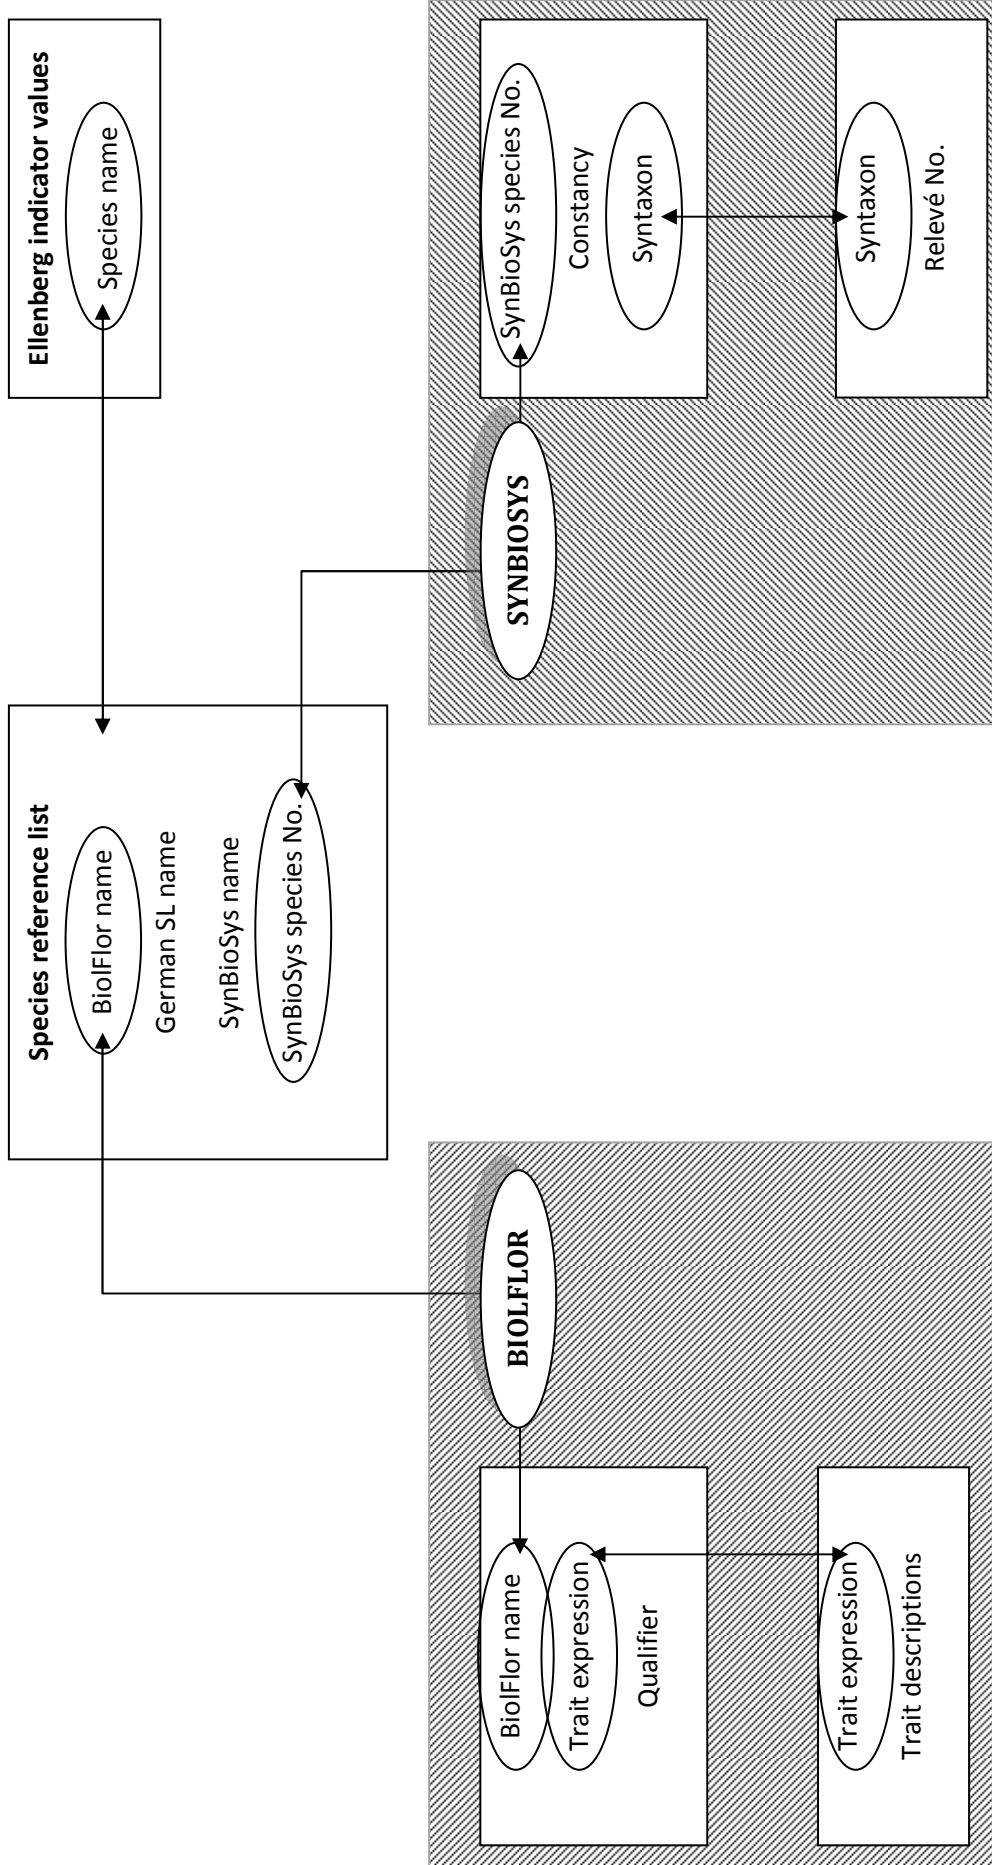 Species reference list
BiolFlor name
German SL name
SynBioSys name
SynBioSys species No.
Ellenberg indicator values
Species name
BIOLFLOR
BiolFlor name
Trait expression
Qualifier
Trait expression
Trait descriptions
SYNBIOSYS
SynBioSys species No.
Constancy
Syntaxon
Syntaxon
Relevé No.